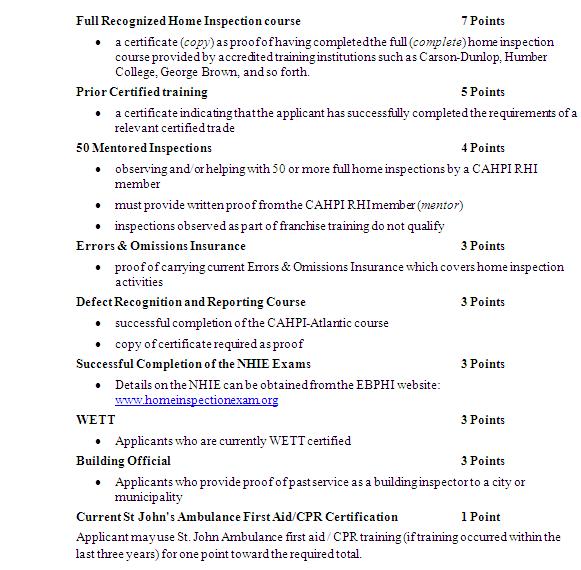 Full Recognized Home Inspection course 7 Points
• a certificate (copy) as proof of having completed the full (complete) home inspection
course provided by accredited training institutions such as Carson-Dunlop, Humber
College, George Brown, and so forth.
Prior Certified training 5 Points
• a certificate indicating that the applicant has successfully completed the requirements of a
relevant certified trade
50 Mentored Inspections 4 Points
• observing and/or helping with 50 or more full home inspections by a CAHPI RHI
member
• must provide written proof from the CAHPI RHI member (mentor)
• inspections observed as part of franchise training do not qualify
Errors & Omissions Insurance 3 Points
• proof of carrying current Errors & Omissions Insurance which covers home inspection
activities
Defect Recognition and Reporting Course 3 Points
• successful completion of the CAHPI-Atlantic course
• copy of certificate required as proof
Successful Completion of the NHIE Exams 3 Points
• Details on the NHIE can be obtained from the EBPHI website:
www.homeinspectionexam.org
WETT 3 Points
• Applicants who are currently WETT certified
Building Official 3 Points
• Applicants who provide proof of past service as a building inspector to a city or
municipality
Current St John's Ambulance First Aid/CPR Certification 1 Point
Applicant may use St. John Ambulance first aid / CPR training (if training occurred within the
last three years) for one point toward the required total.